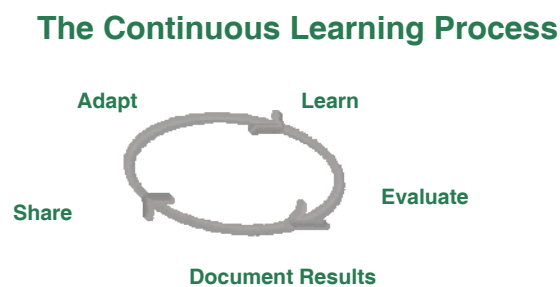 The Continuous Learning Process
Adapt
Learn
Evaluate
Share
Document Results